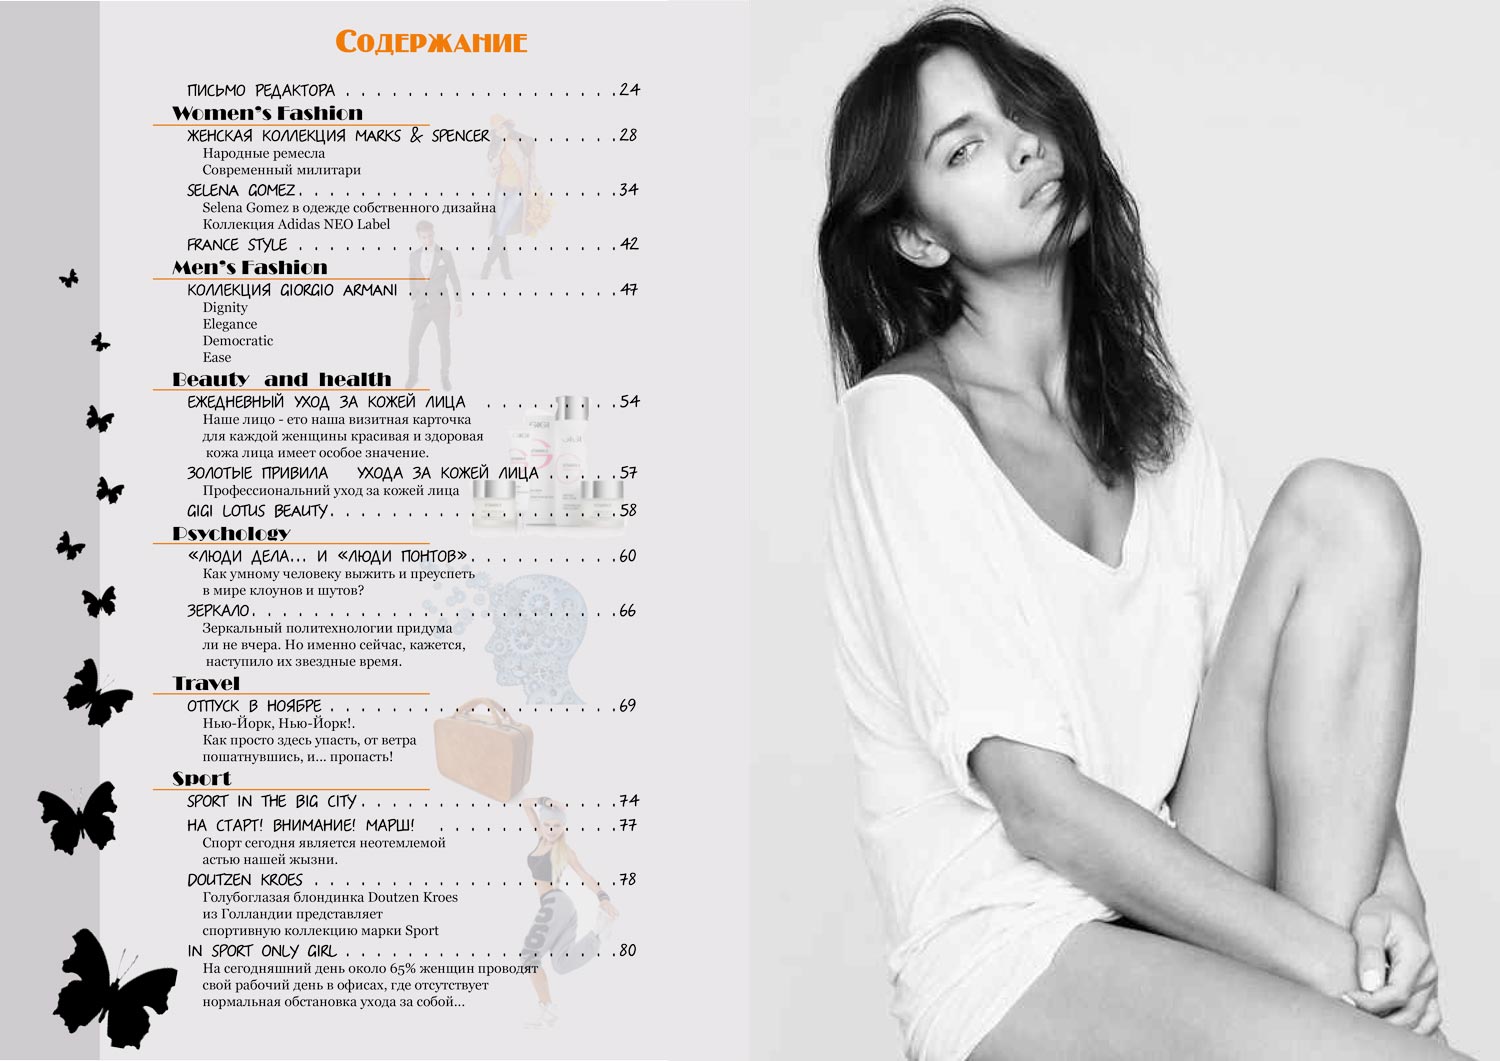 Содержание
ПИСЬМО РЕДАКТОРА . . . . . . . . . . . . . . . . . . 24
Women's Fashion
ЖЕНСКАЯ КОЛЛЕКЦИЯ MARKS & SPENCER . . . . . . . . 28
Народные ремесла
Современный милитари
SELENA GOMEZ . . . . . . . . . . . . . . . . . . . . . 34
Selena Gomez в одежде собственного дизайна
Коллекция Adidas NEO Label
FRANCE STYLE . . . . . . . . . . . . . . . . . . . . . 42
Men's Fashion
КОЛЛЕКЦИЯ GIORGIO ARMANI . . . . . . . . . . . . . . 47
Dignity
Elegance
Democratic
Ease
Beauty and health
ЕЖЕДНЕВНЫЙ УХОД ЗА КОЖЕЙ ЛИЦА . . . . . . . . . 54
Наше лицо - ето наша визитная карточка
для каждой женщины красивая и здоровая
кожа лица имеет особое значение.
ЗОЛОТЫЕ ПРИВИЛА УХОДА ЗА КОЖЕЙ ЛИЦА . . . . . 57
Профессиональний уход за кожей лица
GIGI LOTUS BEAUTY . . . . . . . . . . . . . . . . . . . 58
Psychology
«ЛЮДИ ДЕЛА... И «ЛЮДИ ПОНТОВ» . . . . . . . . . . 60
Как умному человеку выжить и преуспеть
в мире клоунов и шутов?
ЗЕРКАЛО . . . . . . . . . . . . . . . . . . . . . . . . 66
Зеркальный политехнологии придума
ли не вчера. Но именно сейчас, кажется,
наступило их звездные время.
Travel
ОТПУСК В НОЯБРЕ . . . . . . . . . . . . . . . . . . . 69
Нью-Йорк, Нью-Йорк!.
Как просто здесь упасть, от ветра
пошатнувшись, и... пропасть!
Sport
SPORT IN THE BIG CITY . . . . . . . . . . . . . . . . . 74
НА СТАРТ! ВНИМАНИЕ! МАРШ! . . . . . . . . . . . . 77
Спорт сегодня является неотемлемой
астью нашей жызни.
DOUTZEN KROES . . . . . . . . . . . . . . . . . . . . 78
Голубоглазая блондинка Doutzen Kroes
из Голландии представляет
спортивную коллекцию марки Sport
IN SPORT ONLY GIRL . . . . . . . . . . . . . . . . . . 80
На сегодняшний день около 65% женщин проводят
свой рабочий день в офисах, где отсутствует
нормальная обстановка ухода за собой...